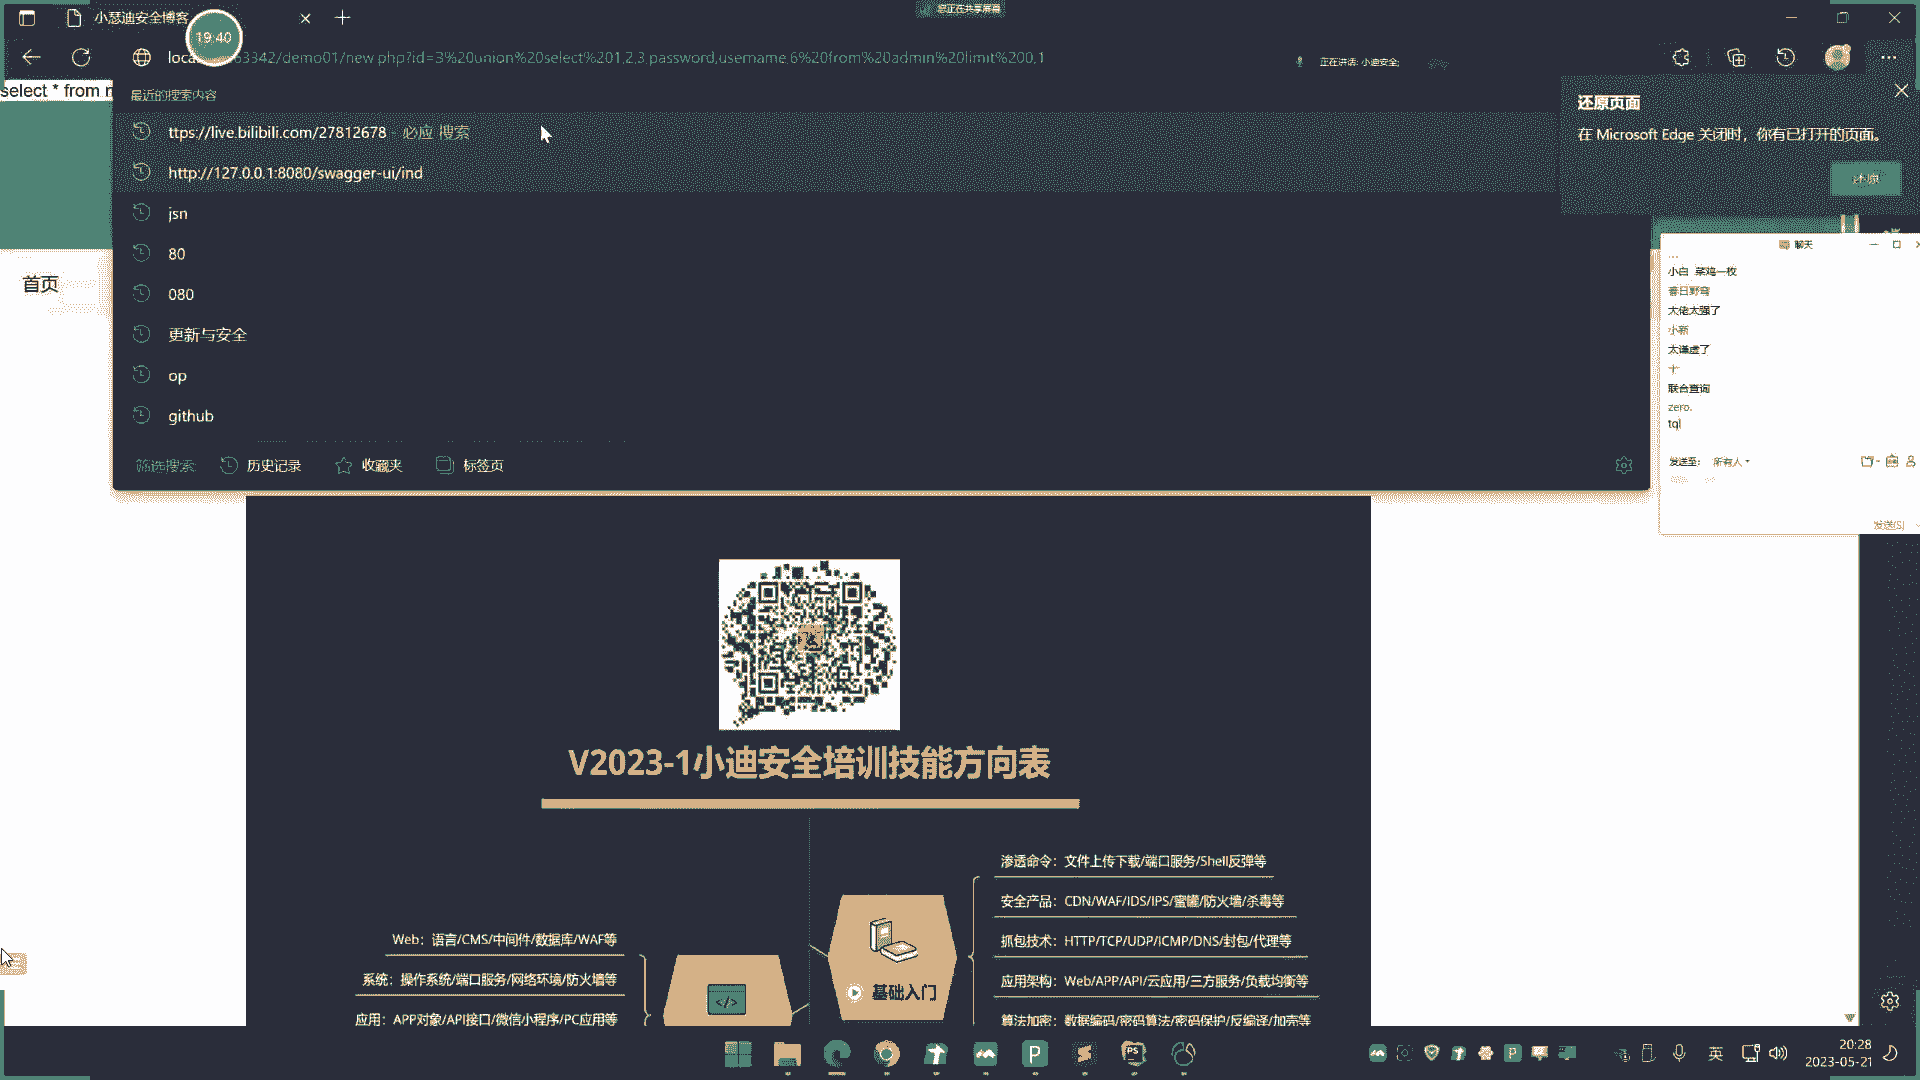 小瑟迪安全博客
19:40
您正在共享屏幕
loca 63342/demo01/new.php?id=3%20union%20select%201,2,3,password,username,6%20from%20admin%20limit%200,1
正在讲话: 小迪安全;
select * from n
最近的搜索内容
ttps://live.bilibili.com/27812678 - 必应 搜索
http://127.0.0.1:8080/swagger-ui/ind
jsn
80
080
更新与安全
op
github
筛选搜索:
历史记录
收藏夹
标签页
还原页面
在 Microsoft Edge 关闭时，你有已打开的页面。
还原
首页
聊天
小白 菜鸡一枚
春日野穹
大佬太强了
小新
太谦虚了
十
联合查询
zero.
tql
发送至: 所有人
发送(S)
V2023-1小迪安全培训技能方向表
渗透命令：文件上传下载/端口服务/Shell反弹等
安全产品：CDN/WAF/IDS/IPS/蜜罐/防火墙/杀毒等
抓包技术：HTTP/TCP/UDP/ICMP/DNS/封包/代理等
应用架构：Web/APP/API/云应用/三方服务/负载均衡等
算法加密：数据编码/密码算法/密码保护/反编译/加壳等
基础入门
Web：语言/CMS/中间件/数据库/WAF等
系统：操作系统/端口服务/网络环境/防火墙等
应用：APP对象/API接口/微信小程序/PC应用等
英
20:28
2023-05-21